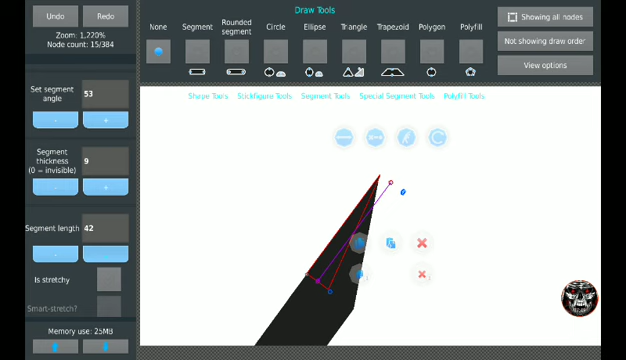 Undo
Redo
Zoom: 1,220%
Node count: 15/384
Set segment
angle
53
-
+
Segment
thickness
(0 = invisible)
9
-
+
Segment length
42
-
Is stretchy
Smart-stretch?
Memory use: 25MB
Draw Tools
None
Segment
Rounded
segment
Circle
Ellipse
Triangle
Trapezoid
Polygon
Polyfill
Showing all nodes
Not showing draw order
View options
Shape Tools
Stickfigure Tools
Segment Tools
Special Segment Tools
Polyfill Tools